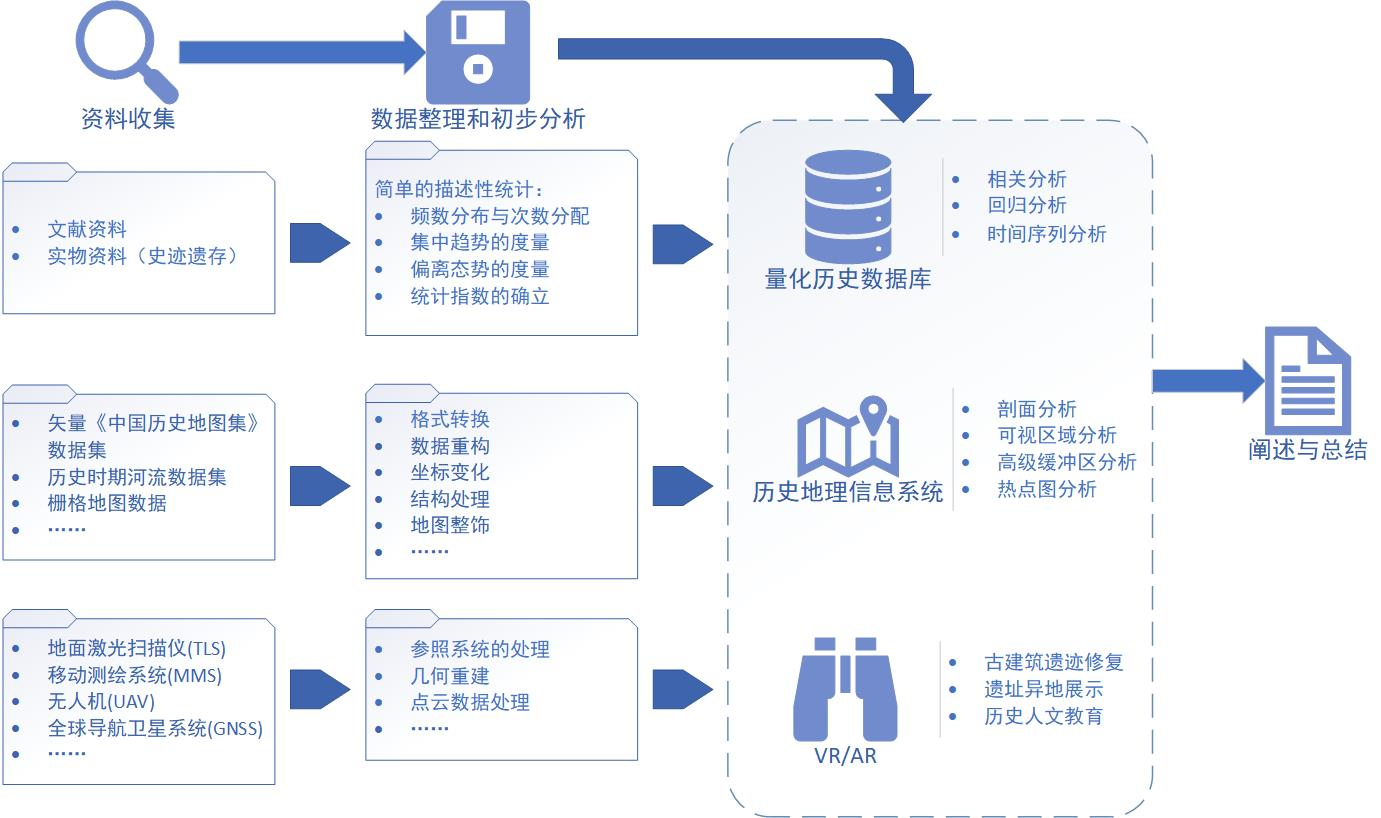 资料收集
数据整理和初步分析
文献资料
实物资料（史迹遗存）
简单的描述性统计：
频数分布与次数分配
集中趋势的度量
偏离态势的度量
统计指数的确立
量化历史数据库
相关分析
回归分析
时间序列分析
矢量《中国历史地图集》
数据集
历史时期河流数据集
栅格地图数据
……
格式转换
数据重构
坐标变化
结构处理
地图整饰
……
历史地理信息系统
剖面分析
可视区域分析
高级缓冲区分析
热点图分析
地面激光扫描仪(TLS)
移动测绘系统(MMS)
无人机(UAV)
全球导航卫星系统(GNSS)
……
参照系统的处理
几何重建
点云数据处理
……
VR/AR
古建筑遗迹修复
遗址异地展示
历史人文教育
阐述与总结